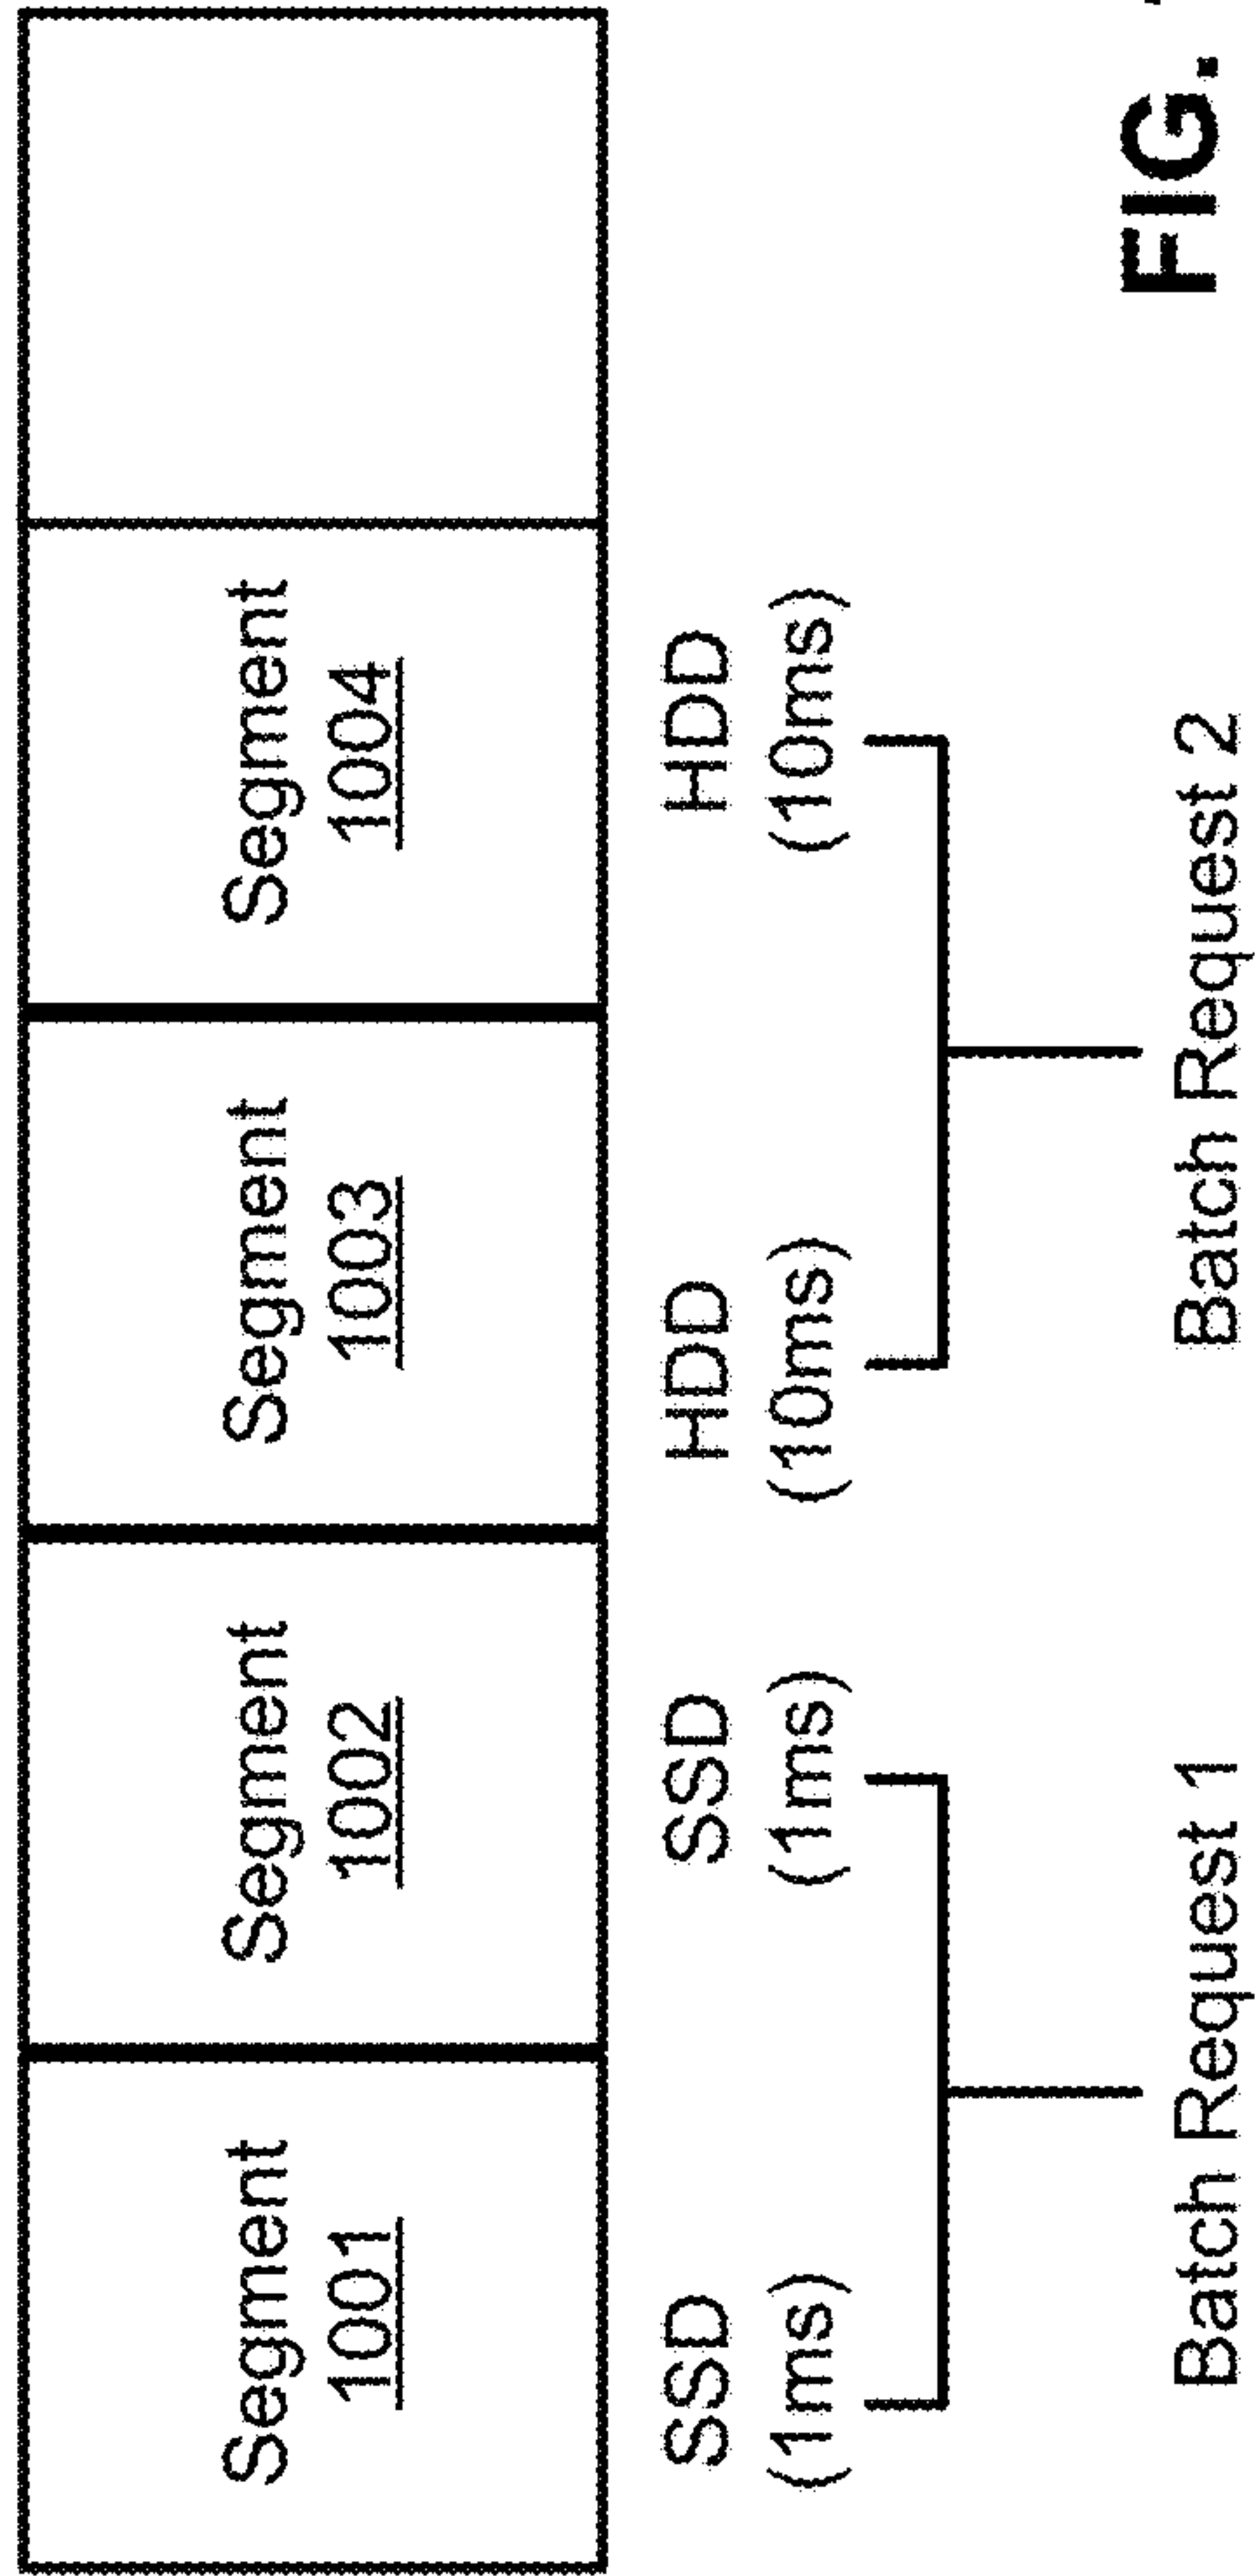 Segment
1001
Segment
1002
Segment
1003
Segment
1004
SSD
(1ms)
SSD
(1ms)
HDD
(10ms)
HDD
(10ms)
Batch Request 1
Batch Request 2
FIG.